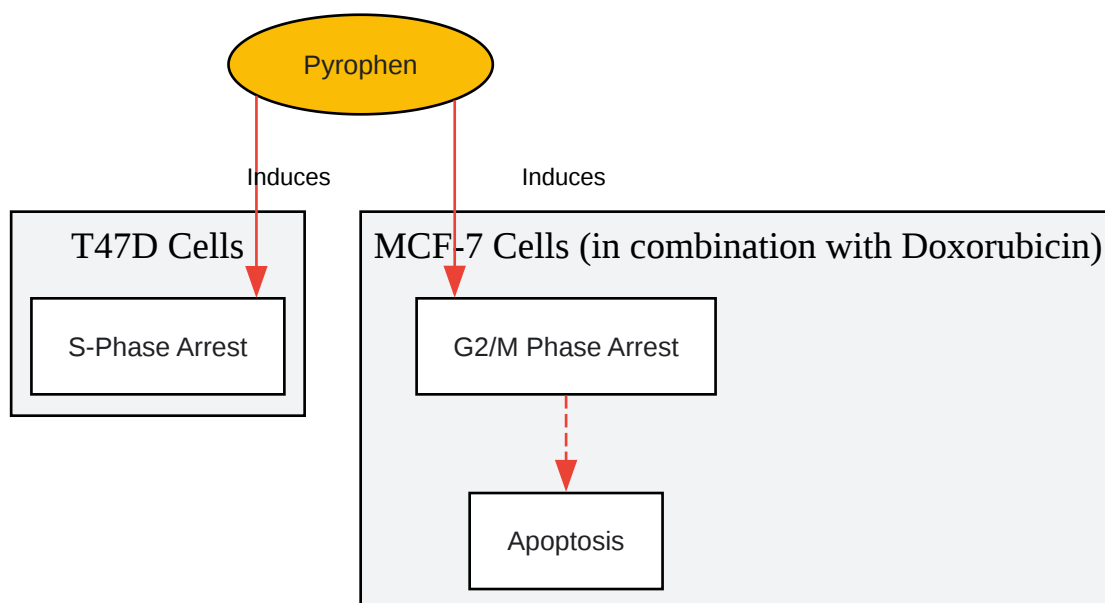 Pyrophen
Induces
Induces
T47D Cells
MCF-7 Cells (in combination with Doxorubicin)
S-Phase Arrest
G2/M Phase Arrest
Apoptosis